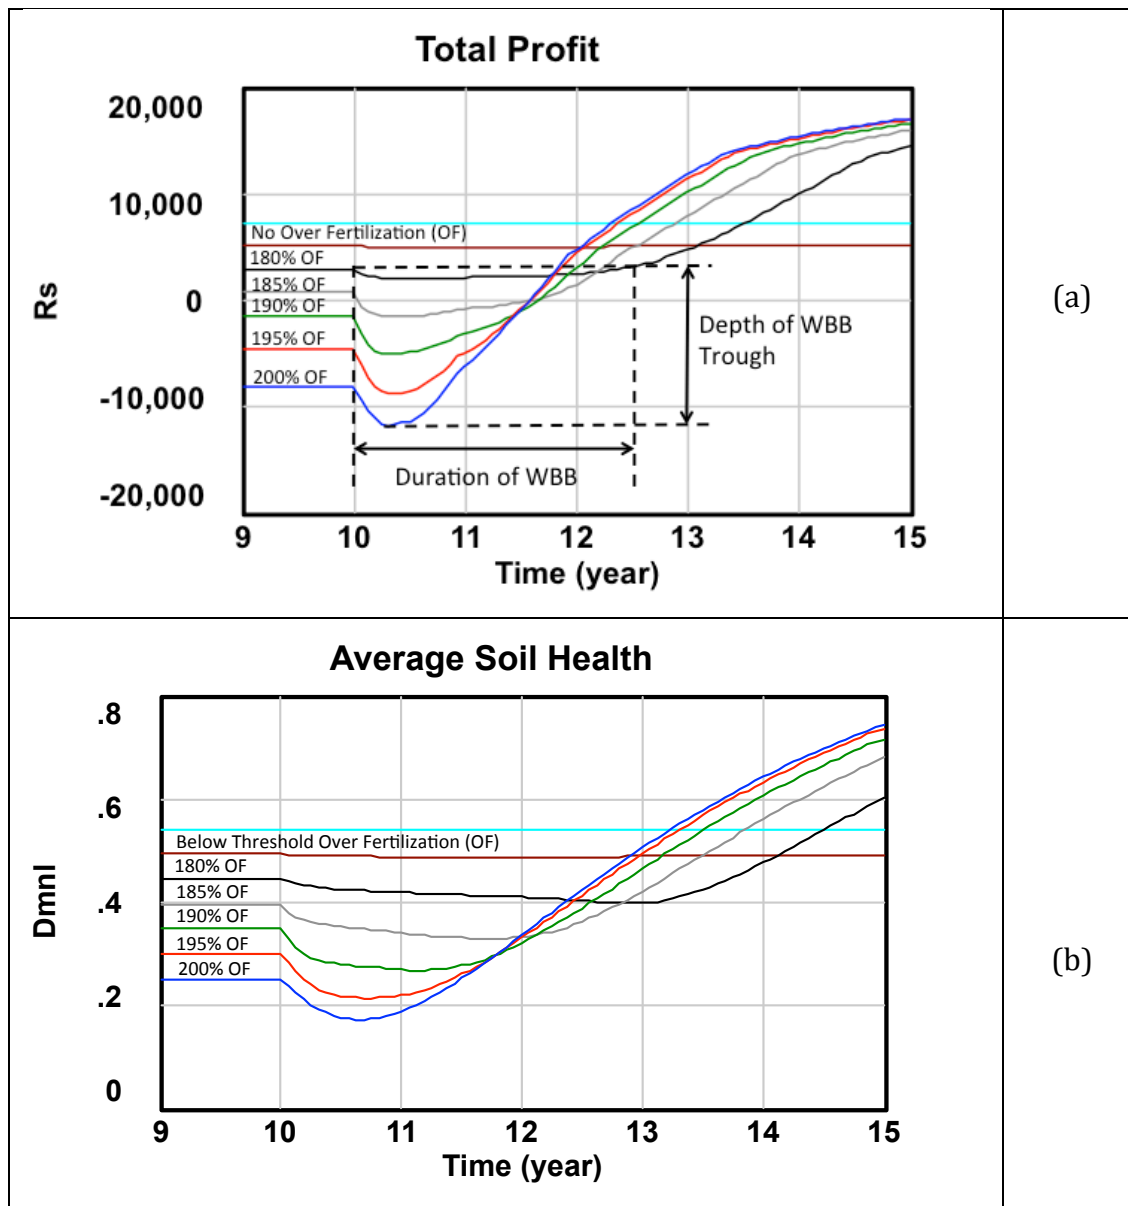 Total Profit
20,000
10,000
0
-10,000
-20,000
Rs
No Over Fertilization (OF)
180% OF
185% OF
190% OF
195% OF
200% OF
Depth of WBB
Trough
Duration of WBB
9 10 11 12 13 14 15
Time (year)
(a)
Average Soil Health
.8
.6
.4
.2
0
Dmnl
Below Threshold Over Fertilization (OF)
180% OF
185% OF
190% OF
195% OF
200% OF
9 10 11 12 13 14 15
Time (year)
(b)